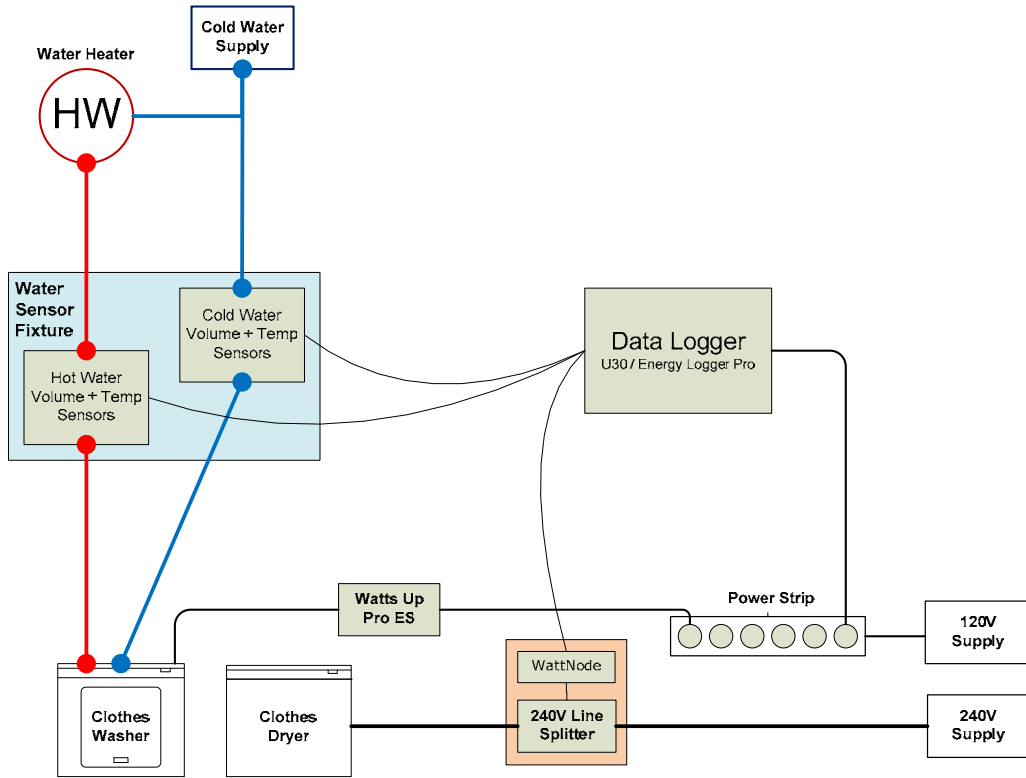 Cold Water
Supply
Water Heater
HW
Water
Sensor
Fixture
Cold Water
Volume + Temp
Sensors
Hot Water
Volume + Temp
Sensors
Data Logger
U30 / Energy Logger Pro
Watts Up
Pro ES
Power Strip
120V
Supply
WattNode
240V Line
Splitter
240V
Supply
Clothes
Washer
Clothes
Dryer